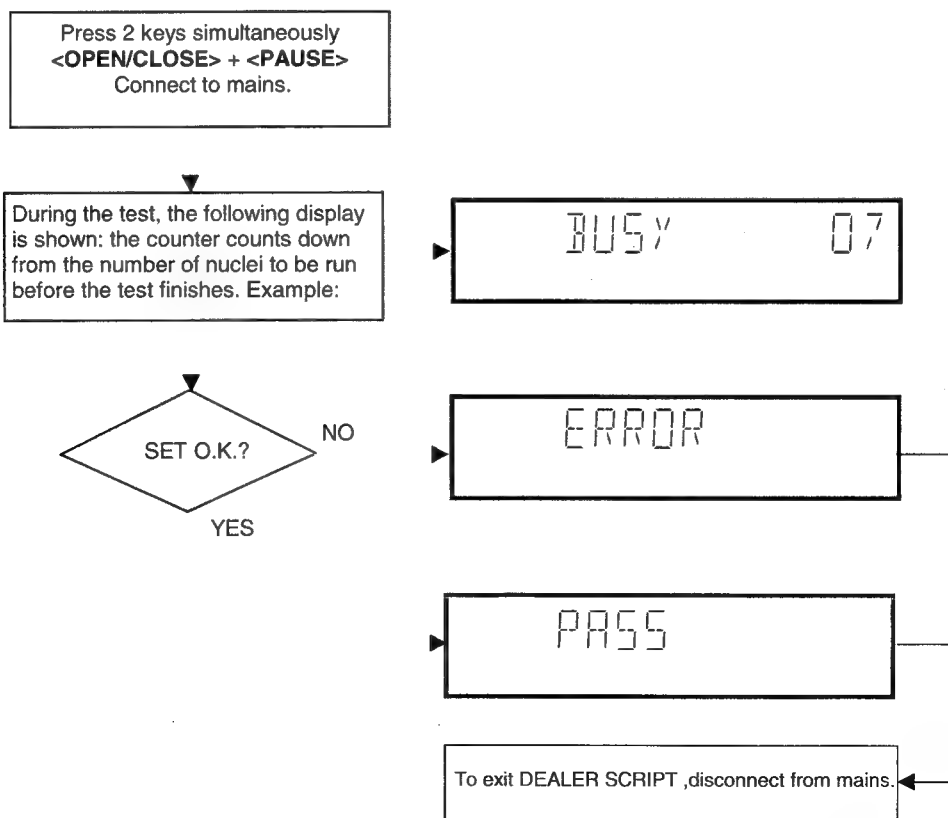 Press 2 keys simultaneously
<OPEN/CLOSE> + <PAUSE>
Connect to mains.
During the test, the following display
is shown: the counter counts down
from the number of nuclei to be run
before the test finishes. Example:
BUSY 07
SET O.K.?
NO
ERROR
YES
PASS
To exit DEALER SCRIPT ,disconnect from mains.